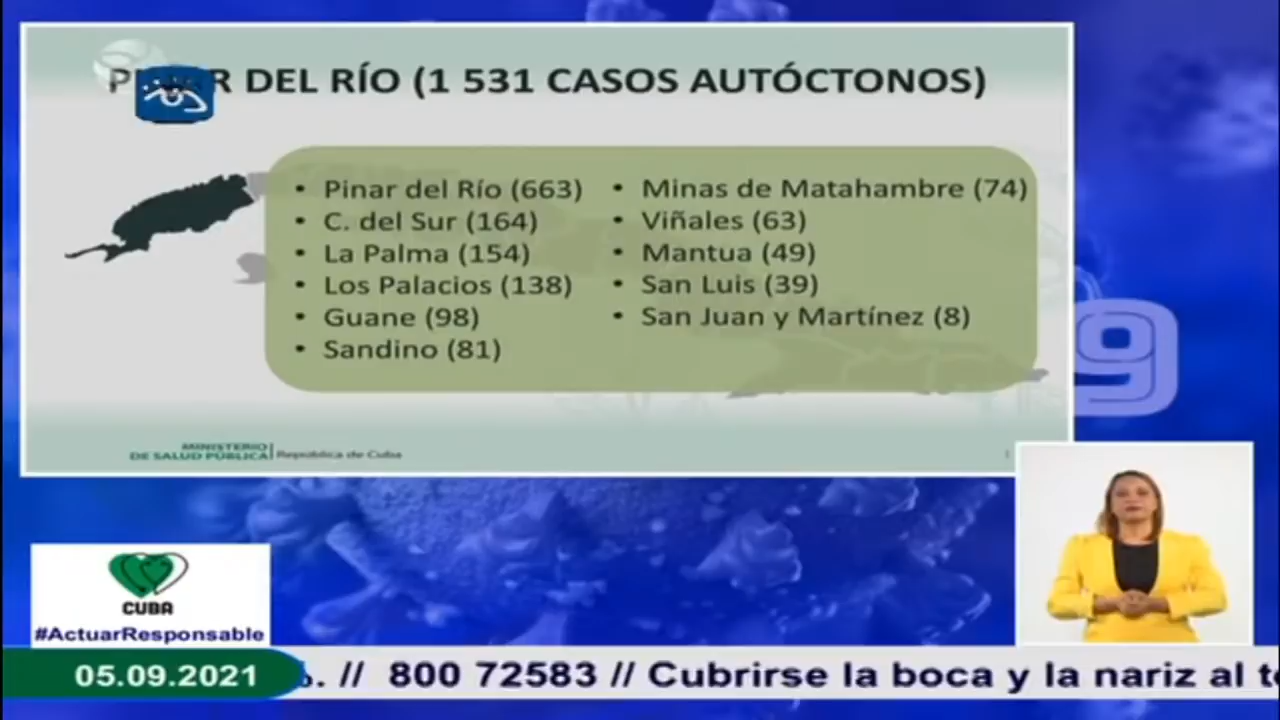 DEL RÍO (1 531 CASOS AUTÓCTONOS)
• Pinar del Río (663)
• C. del Sur (164)
• La Palma (154)
• Los Palacios (138)
• Guane (98)
• Sandino (81)
• Minas de Matahambre (74)
• Viñales (63)
• Mantua (49)
• San Luis (39)
• San Juan y Martínez (8)
MINISTERIO
DE SALUD PÚBLICA
República de Cuba
9
CUBA
#ActuarResponsable
05.09.2021
. // 800 72583 // Cubrirse la boca y la nariz al